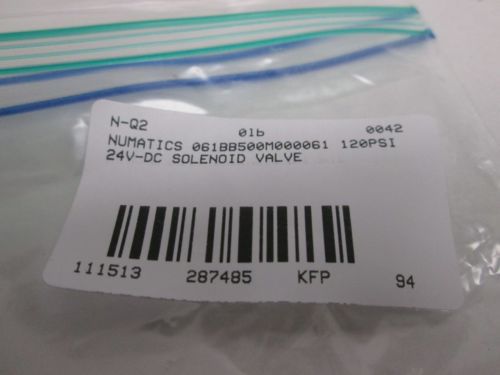 N-Q2 01b 0042
NUMATICS 061BB500M000061 120PSI
24V-DC SOLENOID VALVE
111513 287485 KFP 94